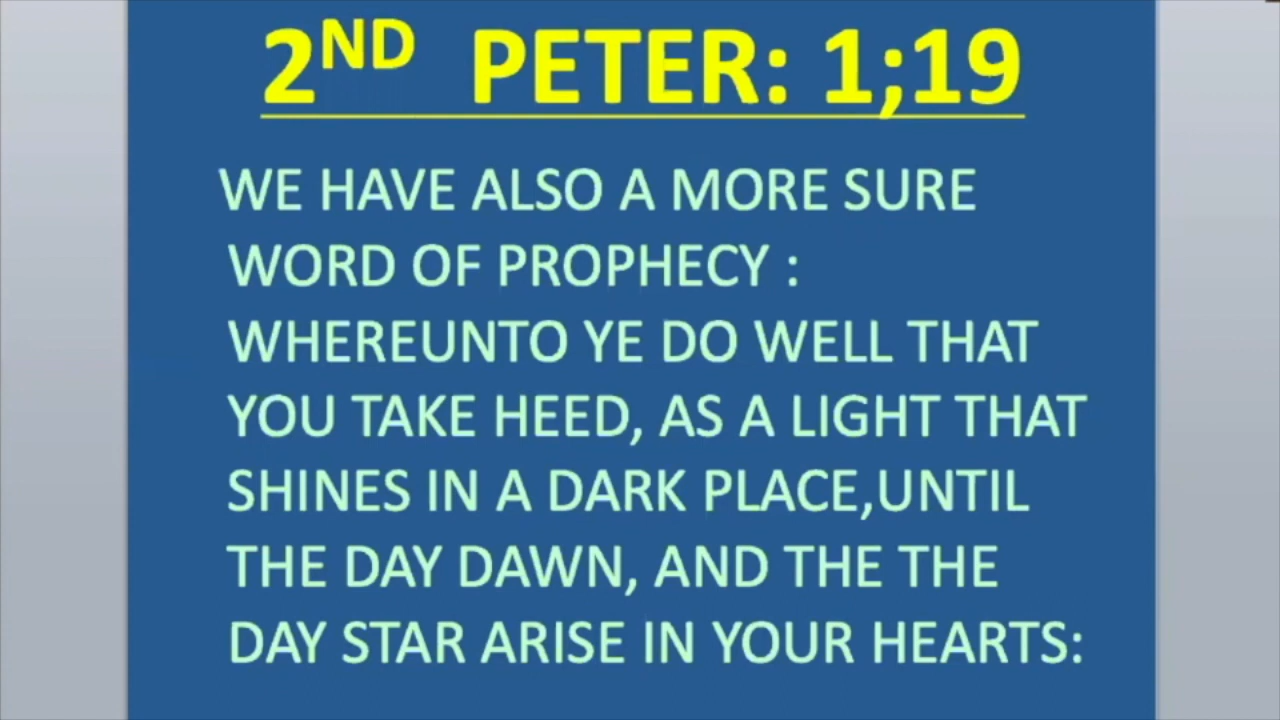 2ND PETER: 1;19
WE HAVE ALSO A MORE SURE
WORD OF PROPHECY :
WHEREUNTO YE DO WELL THAT
YOU TAKE HEED, AS A LIGHT THAT
SHINES IN A DARK PLACE,UNTIL
THE DAY DAWN, AND THE THE
DAY STAR ARISE IN YOUR HEARTS: